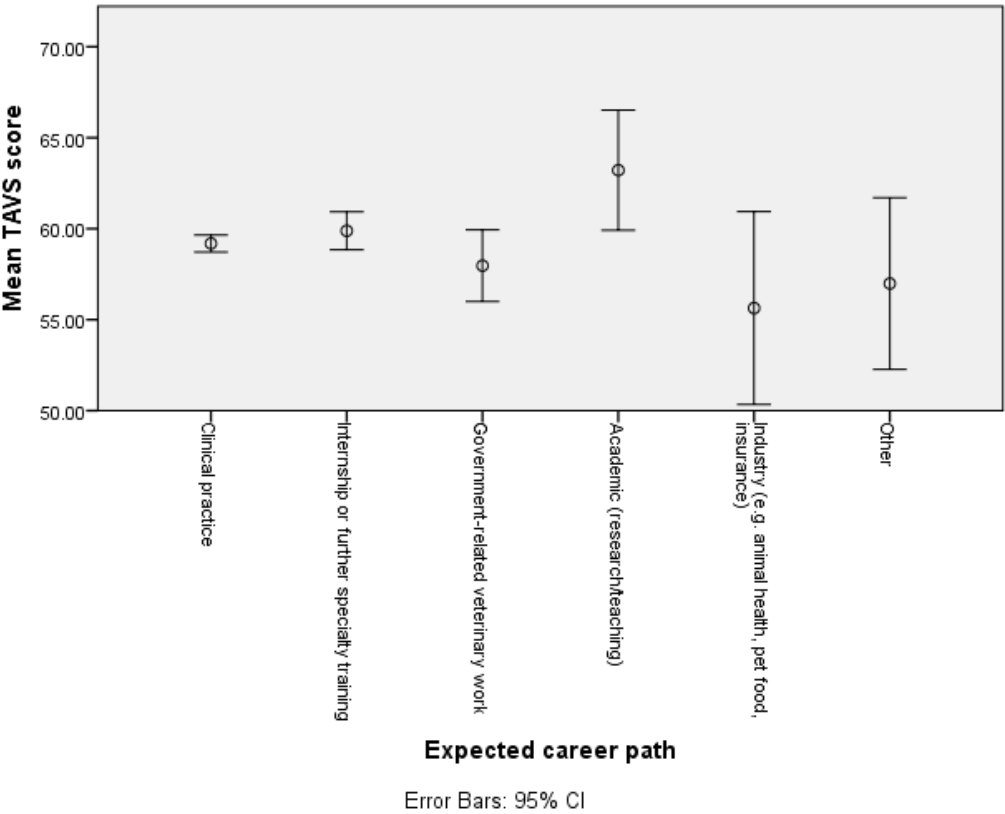 Mean TAVS score
70.00
65.00
60.00
55.00
50.00
Clinical practice
Internship or further specialty training
Government-related veterinary work
Academic (research/teaching)
Industry (e.g. animal health, pet food,
insurance)
Other
Expected career path
Error Bars: 95% CI